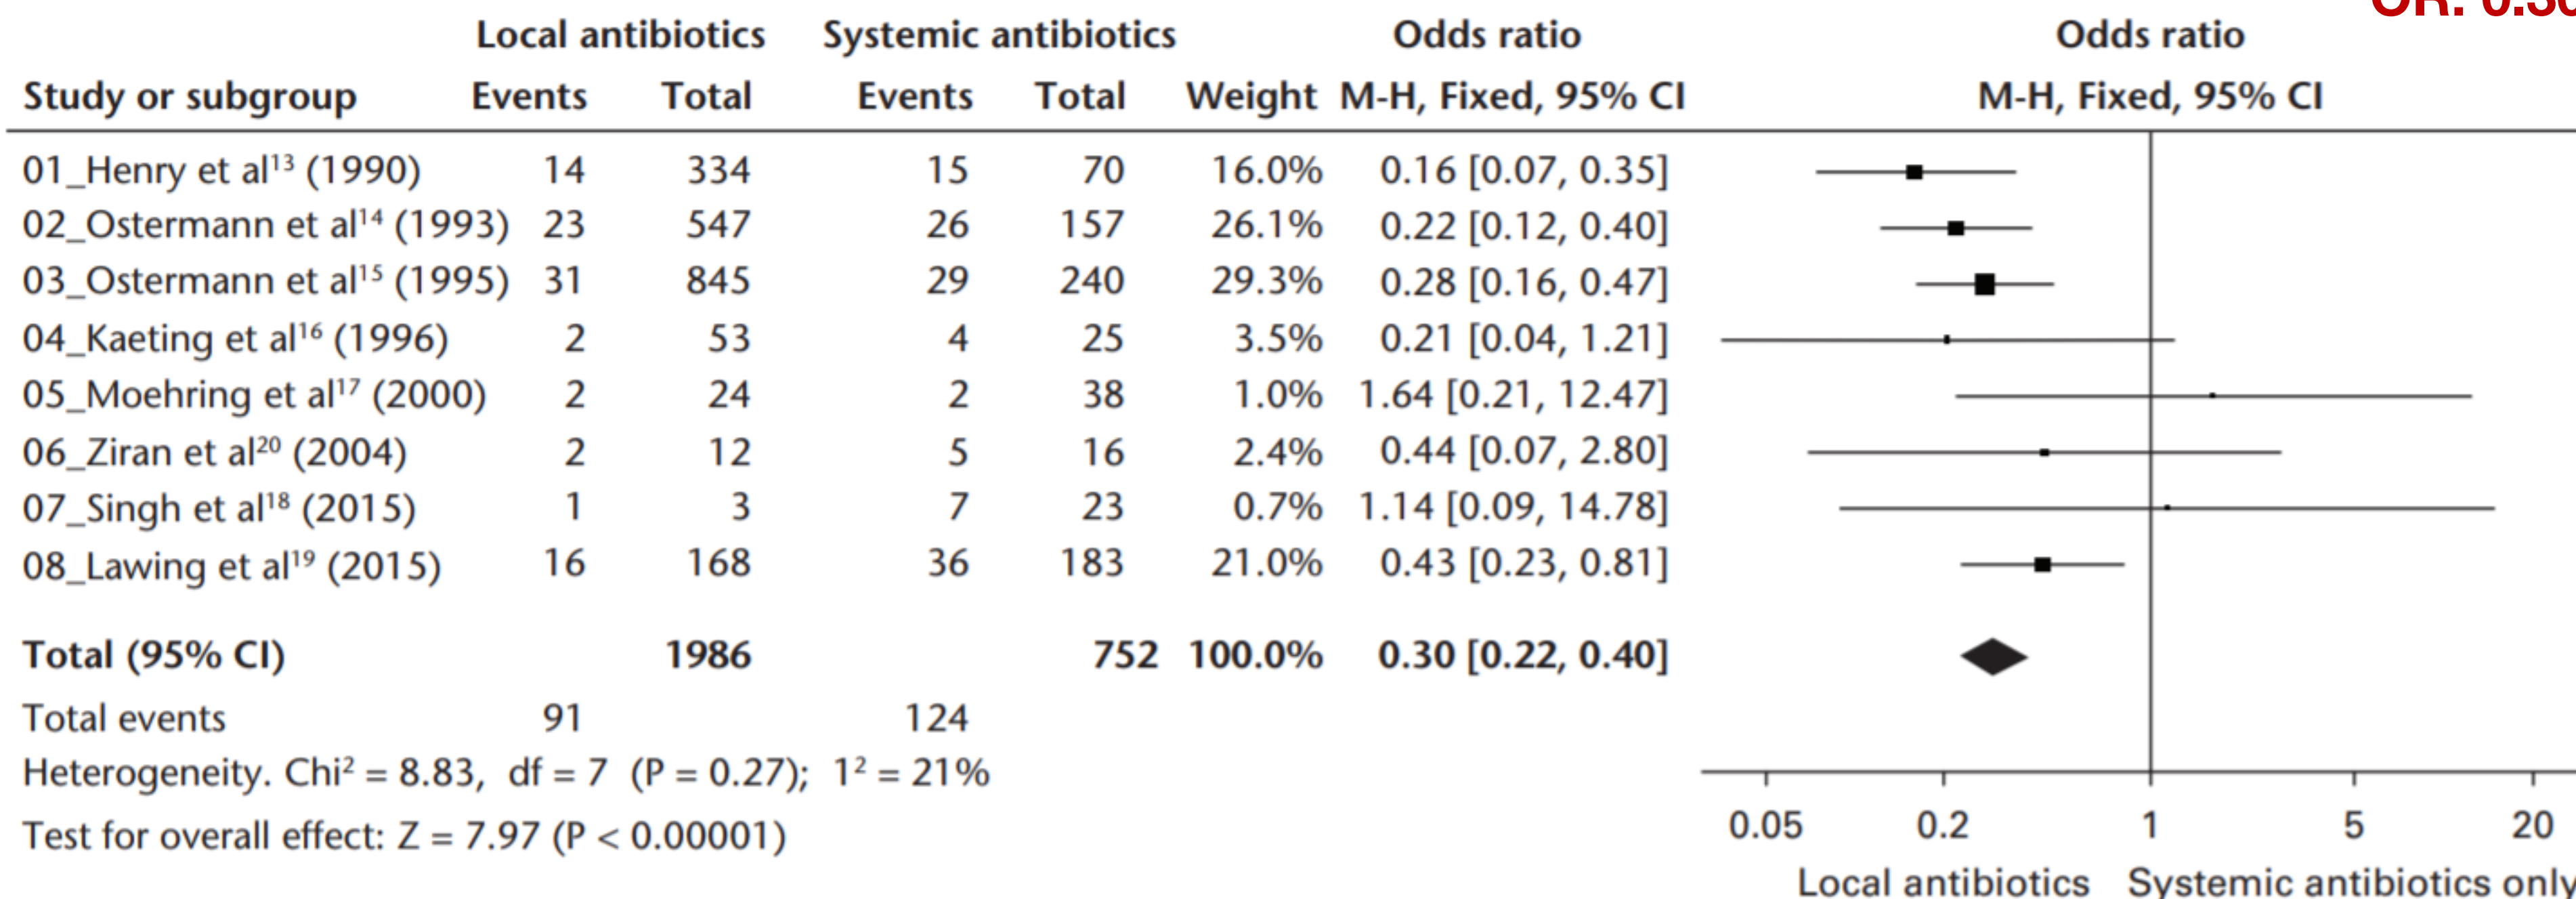 OR: 0.30
Local antibiotics Systemic antibiotics Odds ratio Odds ratio
Study or subgroup Events Total Events Total Weight M-H, Fixed, 95% CI M-H, Fixed, 95% CI
01_Henry et al¹³ (1990) 14 334 15 70 16.0% 0.16 [0.07, 0.35]
02_Ostermann et al¹⁴ (1993) 23 547 26 157 26.1% 0.22 [0.12, 0.40]
03_Ostermann et al¹⁵ (1995) 31 845 29 240 29.3% 0.28 [0.16, 0.47]
04_Kaeting et al¹⁶ (1996) 2 53 4 25 3.5% 0.21 [0.04, 1.21]
05_Moehring et al¹⁷ (2000) 2 24 2 38 1.0% 1.64 [0.21, 12.47]
06_Ziran et al²⁰ (2004) 2 12 5 16 2.4% 0.44 [0.07, 2.80]
07_Singh et al¹⁸ (2015) 1 3 7 23 0.7% 1.14 [0.09, 14.78]
08_Lawing et al¹⁹ (2015) 16 168 36 183 21.0% 0.43 [0.23, 0.81]
Total (95% CI) 1986 752 100.0% 0.30 [0.22, 0.40]
Total events 91 124
Heterogeneity. Chi² = 8.83, df = 7 (P = 0.27); 1² = 21%
Test for overall effect: Z = 7.97 (P < 0.00001)
0.05 0.2 1 5 20
Local antibiotics Systemic antibiotics only